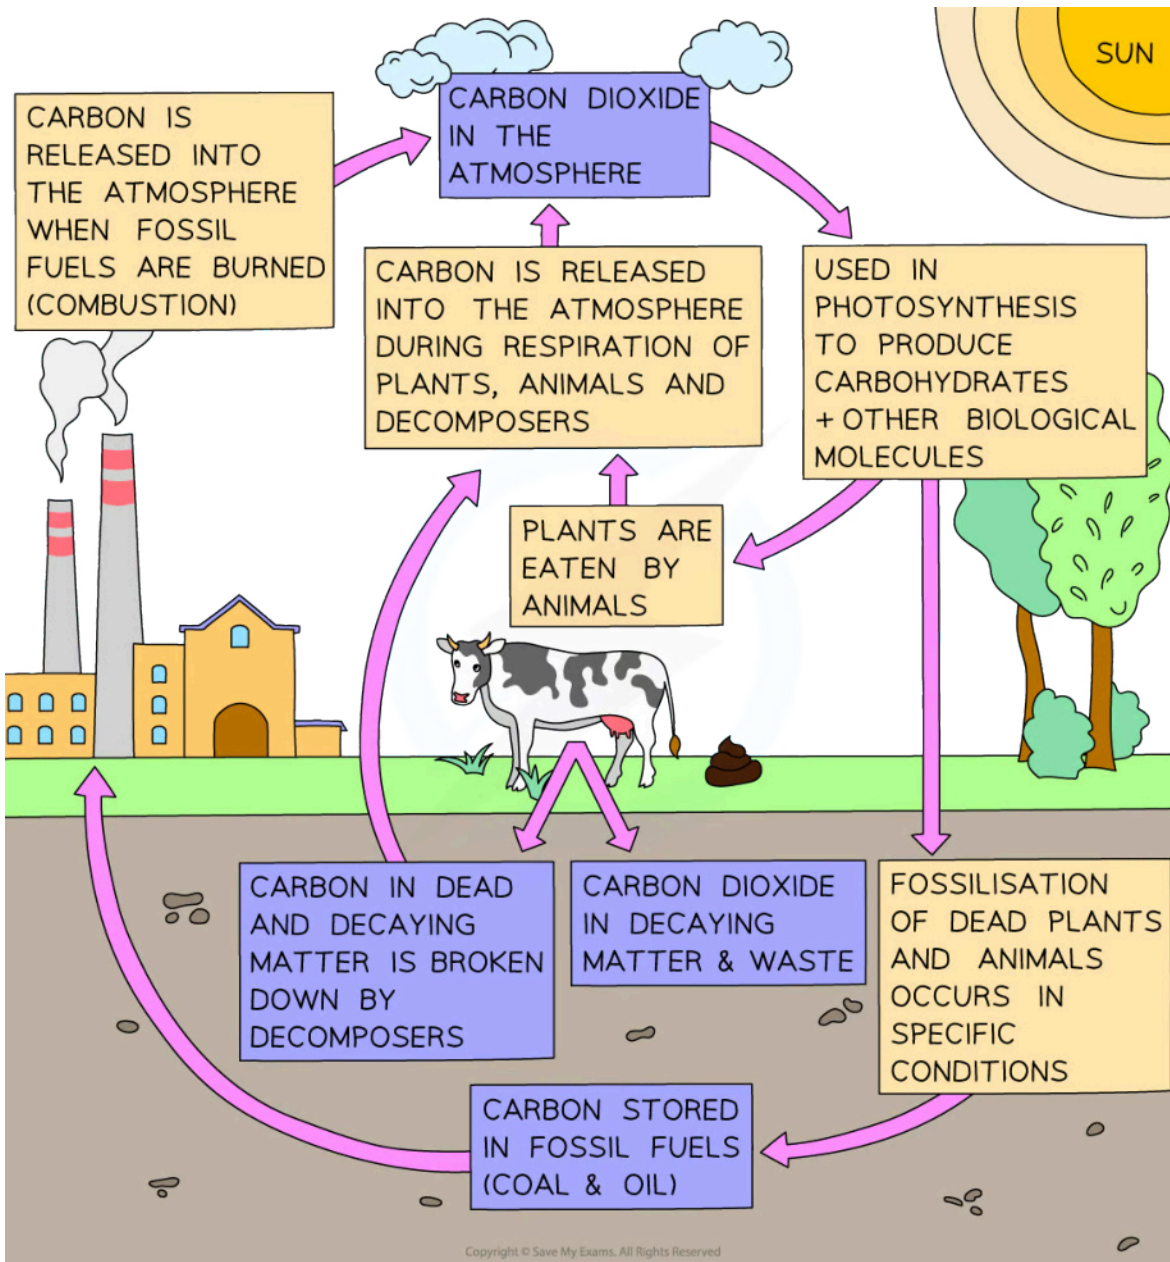 SUN
CARBON DIOXIDE
IN THE
ATMOSPHERE
CARBON IS
RELEASED INTO
THE ATMOSPHERE
WHEN FOSSIL
FUELS ARE BURNED
(COMBUSTION)
CARBON IS RELEASED
INTO THE ATMOSPHERE
DURING RESPIRATION OF
PLANTS, ANIMALS AND
DECOMPOSERS
USED IN
PHOTOSYNTHESIS
TO PRODUCE
CARBOHYDRATES
+ OTHER BIOLOGICAL
MOLECULES
PLANTS ARE
EATEN BY
ANIMALS
CARBON IN DEAD
AND DECAYING
MATTER IS BROKEN
DOWN BY
DECOMPOSERS
CARBON DIOXIDE
IN DECAYING
MATTER & WASTE
FOSSILISATION
OF DEAD PLANTS
AND ANIMALS
OCCURS IN
SPECIFIC
CONDITIONS
CARBON STORED
IN FOSSIL FUELS
(COAL & OIL)
Copyright © Save My Exams. All Rights Reserved